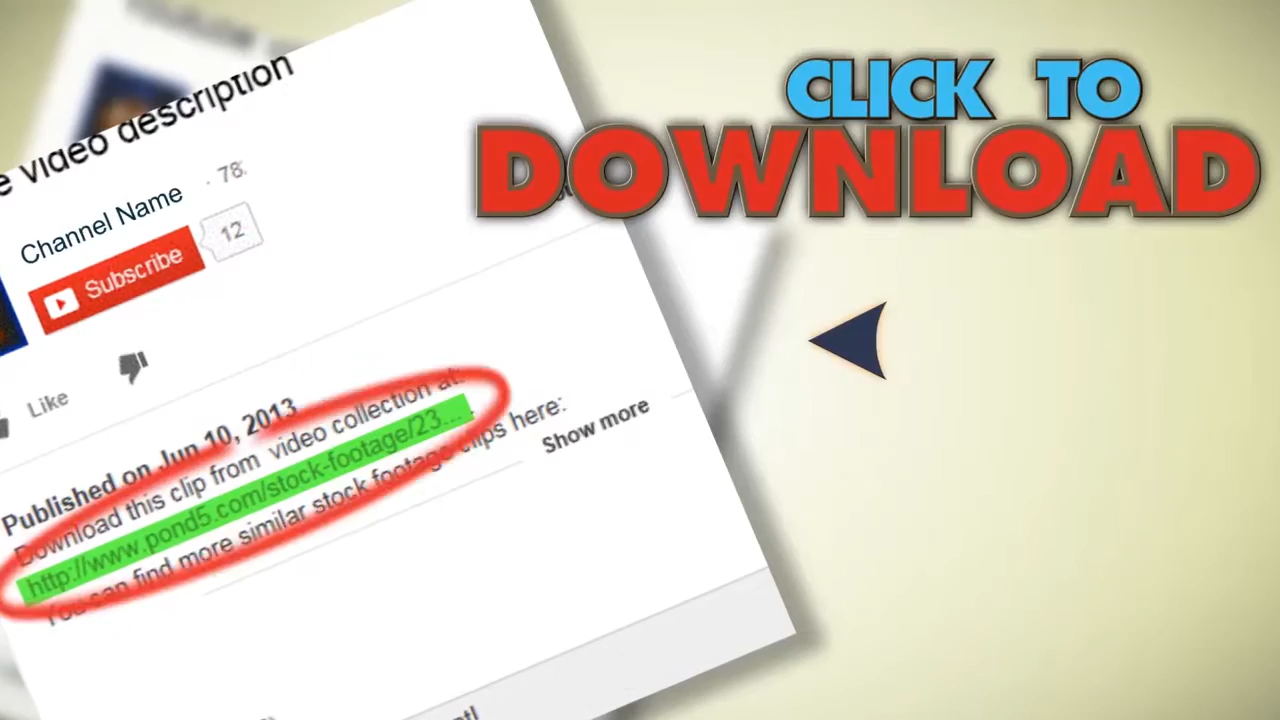 CLICK TO
DOWNLOAD
e video description
Channel Name
78
Subscribe
12
Like
Published on Jun 10, 2013
Download this clip from video collection at:
http://www.pond5.com/stock-footage/23...
You can find more similar stock footage clips here:
Show more